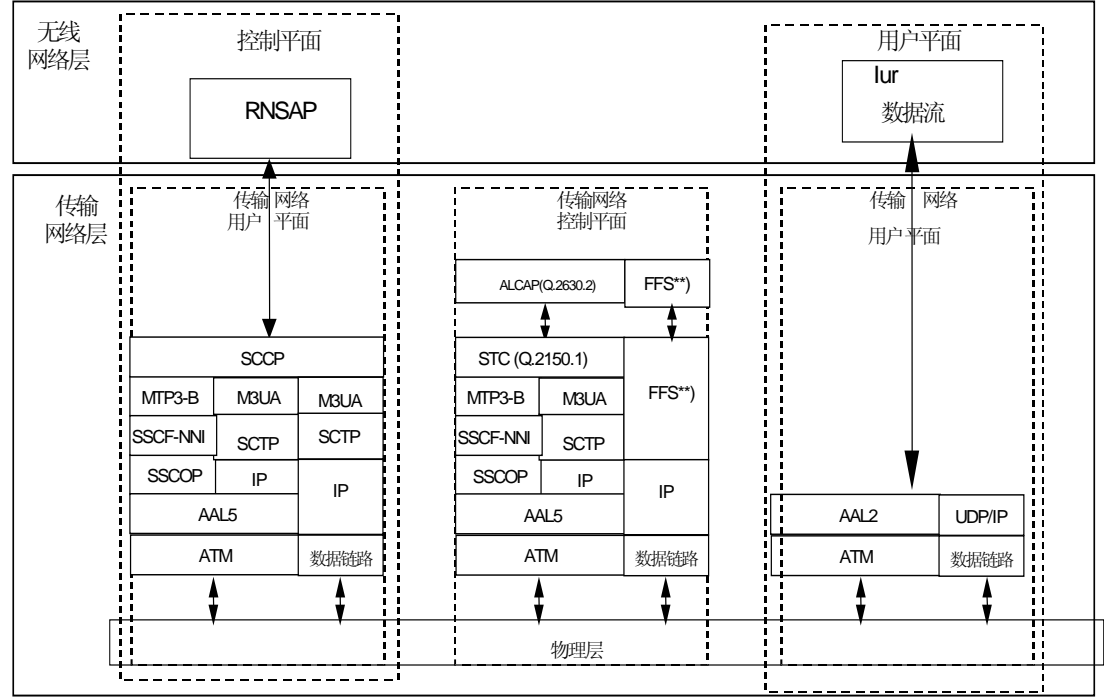 无线
网络层
控制平面
用户平面
RNSAP
Iur
数据流
传输
网络层
传输 网络
用户 平面
传输网络
控制平面
传输 网络
用户平面
ALCAP(Q.2630.2)
FFS**)
SCCP
MTP3-B
M3UA
M3UA
SSCF-NNI
SCTP
SCTP
SSCOP
IP
IP
AAL5
ATM
数据链路
STC (Q.2150.1)
FFS**)
MTP3-B
M3UA
SSCF-NNI
SCTP
SSCOP
IP
IP
AAL5
ATM
数据链路
AAL2
UDP/IP
ATM
数据链路
物理层